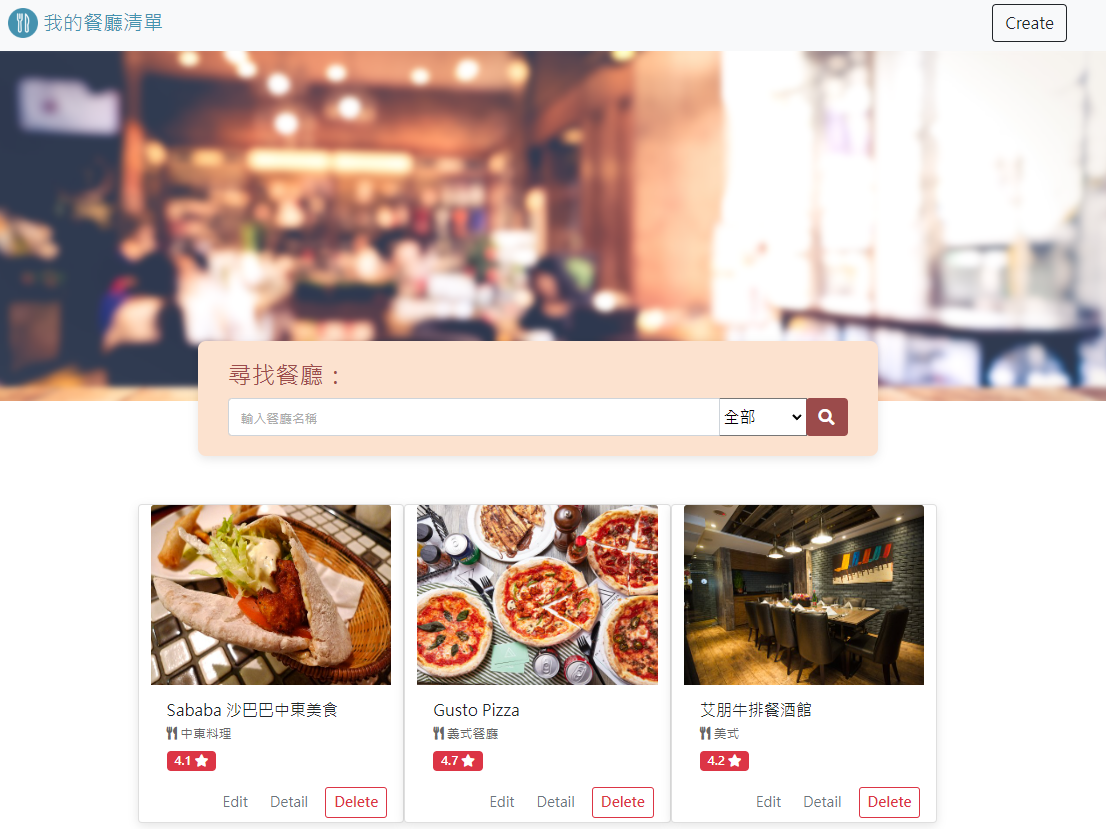 我的餐廳清單
Create
尋找餐廳：
輸入餐廳名稱
全部
Sababa 沙巴巴中東美食
中東料理
4.1
Edit Detail Delete
Gusto Pizza
義式餐廳
4.7
Edit Detail Delete
艾朋牛排餐酒館
美式
4.2
Edit Detail Delete